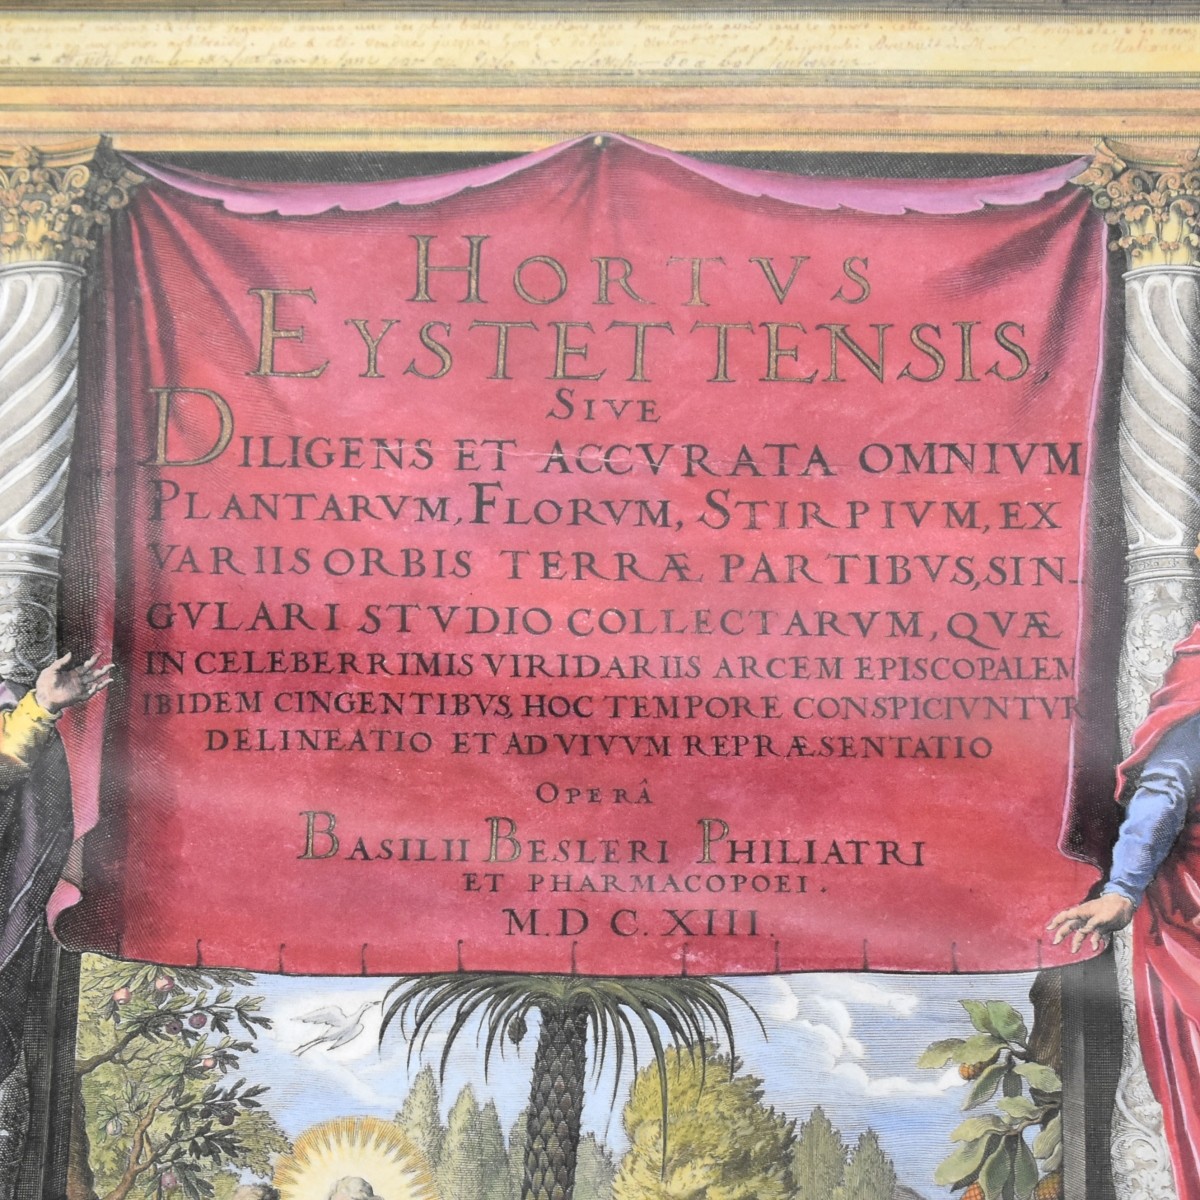 HORTVS
EYSTETTENSIS,
SIVE
DILIGENS ET ACCVRATA OMNIVM
PLANTARVM, FLORVM, STIRPIVM, EX
VARIIS ORBIS TERRÆ PARTIBVS, SIN-
GVLARI STVDIO COLLECTARVM, QVÆ
IN CELEBERRIMIS VIRIDARIIS ARCEM EPISCOPALEM
IBIDEM CINGENTIBVS, HOC TEMPORE CONSPICIVNTVR
DELINEATIO ET AD VIVVM REPRÆSENTATIO
OPERÂ
BASILII BESLERI PHILIATRI
ET PHARMACOPOEI.
M.DC.XIII.